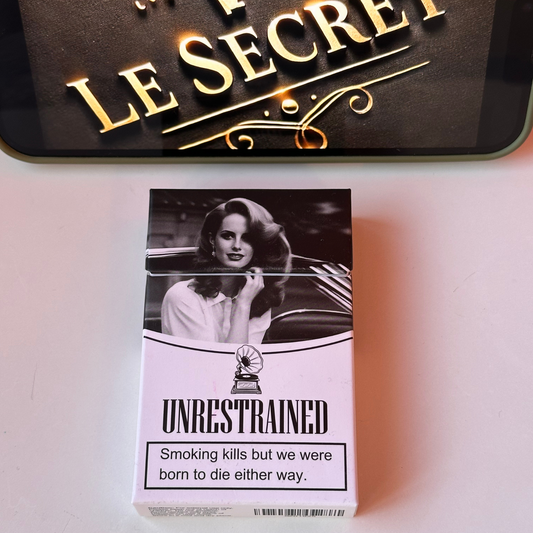 LE SECRET
UNRESTRAINED
Smoking kills but we were
born to die either way.